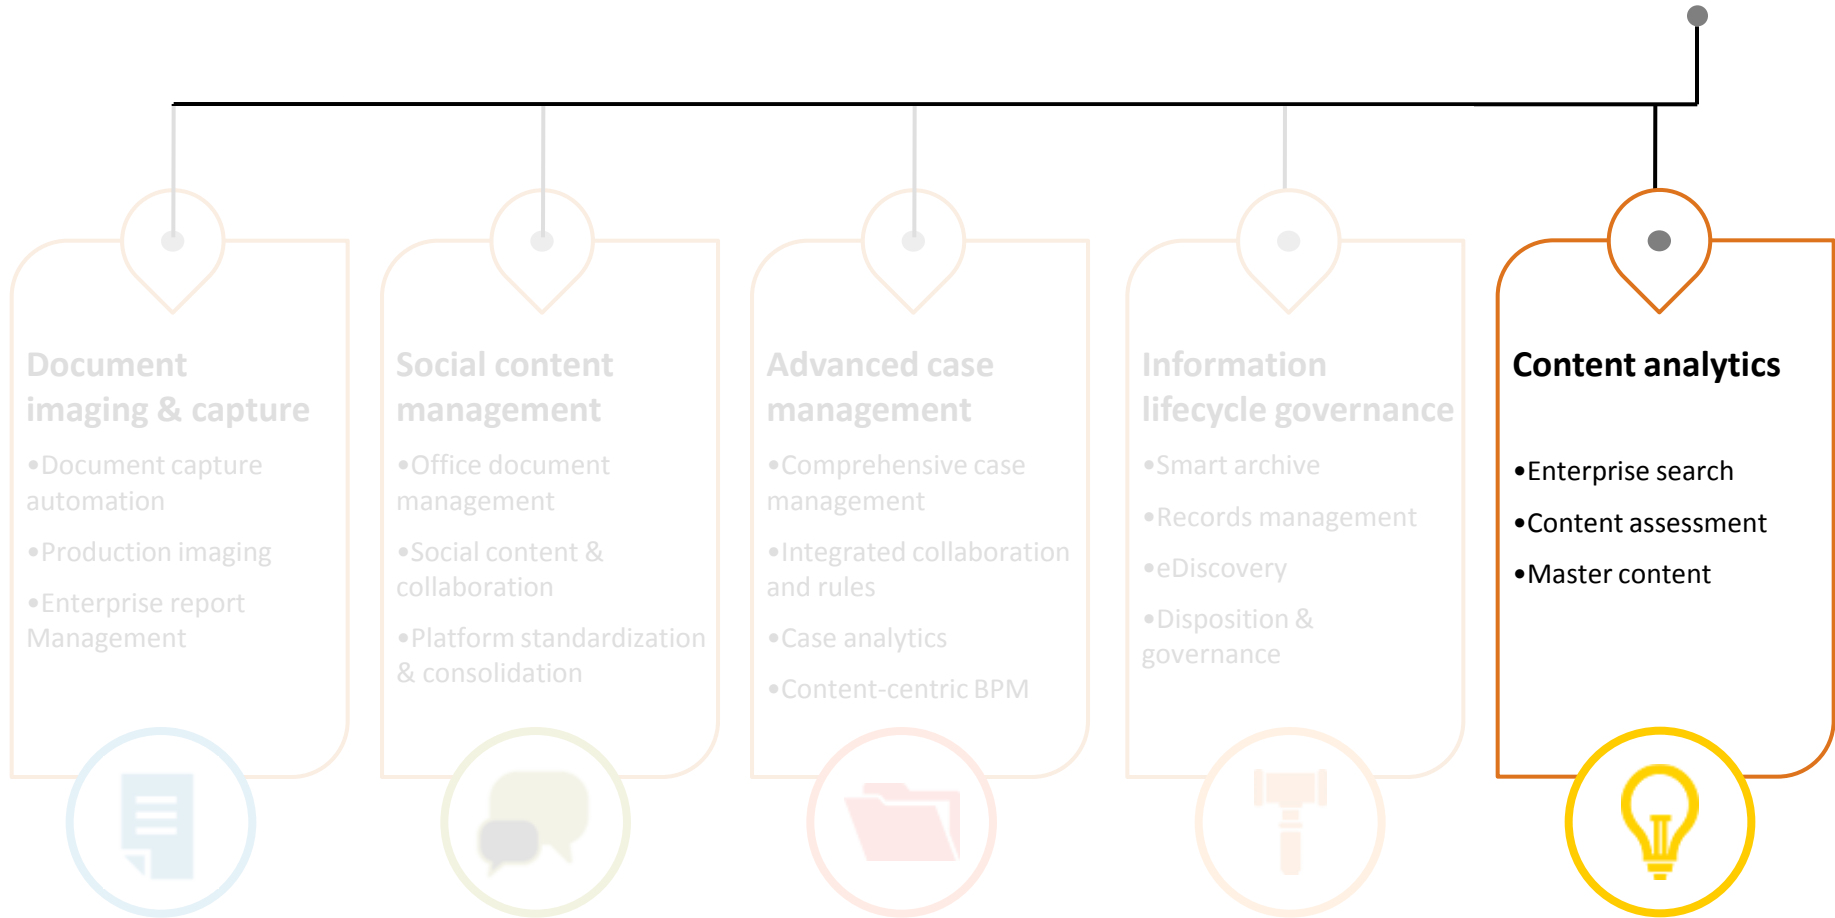 Document
imaging & capture
•Document capture
automation
•Production imaging
•Enterprise report
Management
Social content
management
•Office document
management
•Social content &
collaboration
•Platform standardization
& consolidation
Advanced case
management
•Comprehensive case
management
•Integrated collaboration
and rules
•Case analytics
•Content-centric BPM
Information
lifecycle governance
•Smart archive
•Records management
•eDiscovery
•Disposition &
governance
Content analytics
•Enterprise search
•Content assessment
•Master content